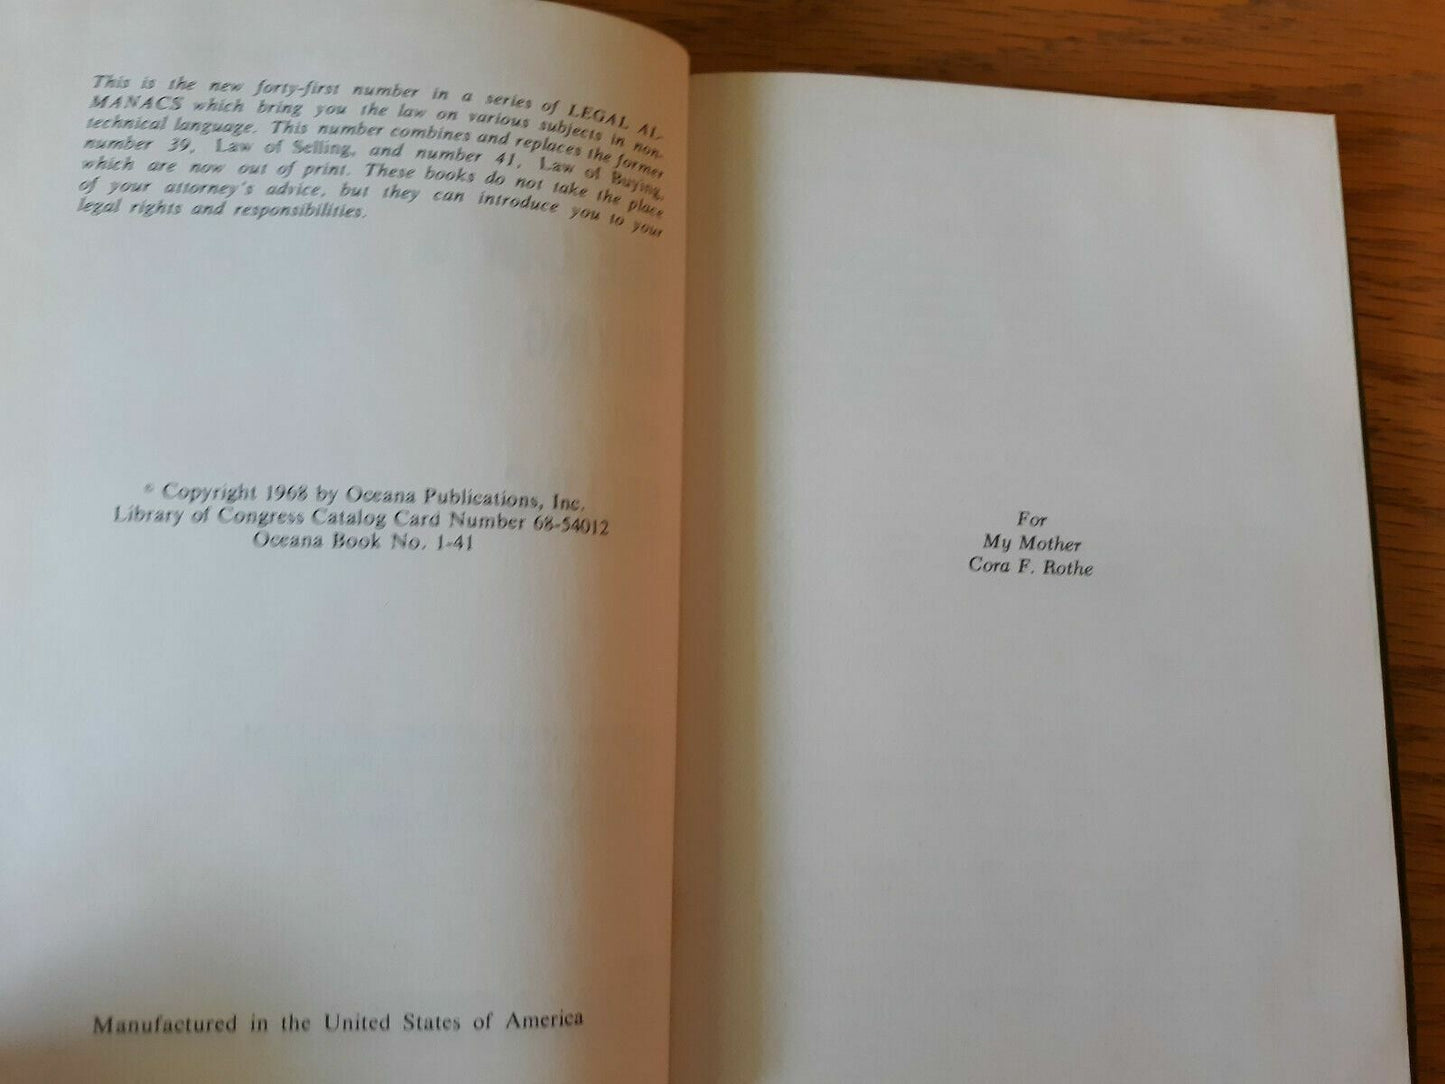 This is the new forty-first number in a series of LEGAL AL-
MANACS which bring you the law on various subjects in non-
technical language. This number combines and replaces the former
number 39, Law of Selling, and number 41, Law of Buying,
which are now out of print. These books do not take the place
of your attorney's advice, but they can introduce you to your
legal rights and responsibilities.
© Copyright 1968 by Oceana Publications, Inc.
Library of Congress Catalog Card Number 68-54012
Oceana Book No. 1-41
Manufactured in the United States of America
For
My Mother
Cora F. Rothe